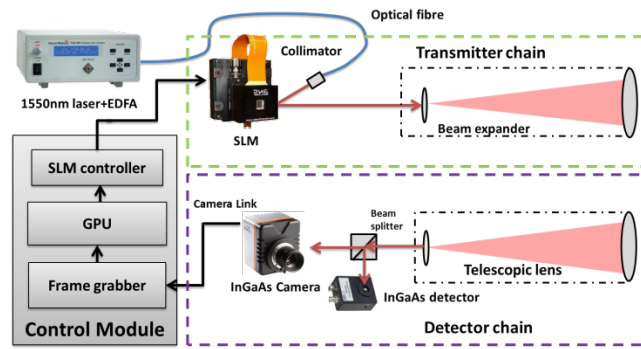 Optical fibre
Collimator
Transmitter chain
1550nm laser+EDFA
SLM
Beam expander
SLM controller
GPU
Frame grabber
Control Module
Camera Link
Beam
splitter
InGaAs Camera
InGaAs detector
Telescopic lens
Detector chain